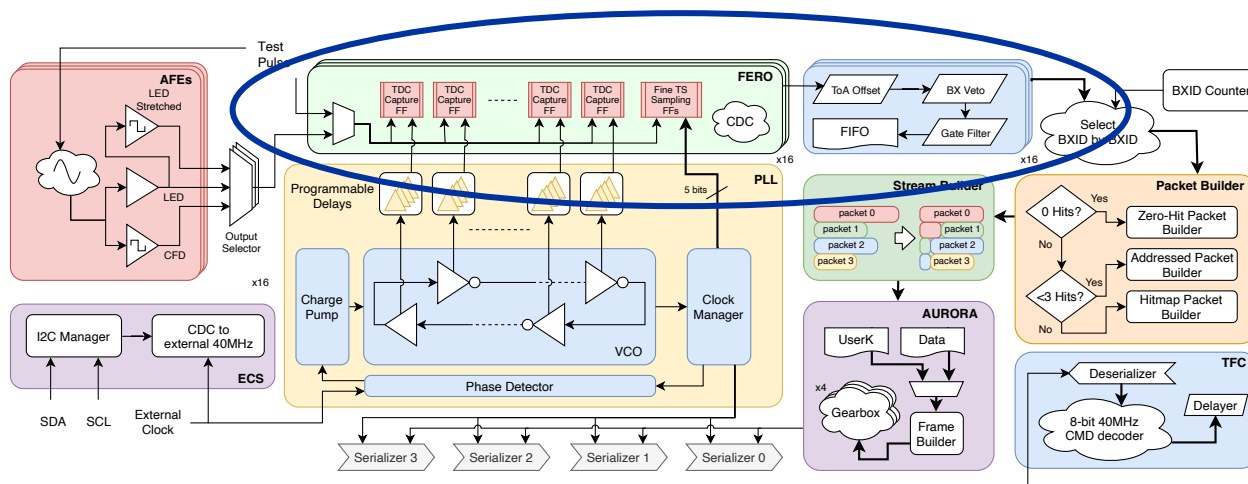 Test
Pulse
AFEs
LED
Stretched
LED
CFD
Output
Selector
x16
FERO
TDC
Capture
FF
TDC
Capture
FF
TDC
Capture
FF
TDC
Capture
FF
Fine TS
Sampling
FFs
CDC
x16
ToA Offset
BX Veto
FIFO
Gate Filter
x16
BXID Counter
Select
BXID by BXID
PLL
Programmable
Delays
5 bits
Charge
Pump
VCO
Clock
Manager
Phase Detector
Stream Builder
packet 0
packet 1
packet 2
packet 3
packet 0
packet 1
packet 2
packet 3
Packet Builder
0 Hits?
Yes
Zero-Hit Packet
Builder
No
<3 Hits?
Yes
Addressed Packet
Builder
No
Hitmap Packet
Builder
I2C Manager
CDC to
external 40MHz
ECS
SDA
SCL
External
Clock
AURORA
UserK
Data
x4
Gearbox
Frame
Builder
TFC
Deserializer
8-bit 40MHz
CMD decoder
Delayer
Serializer 3
Serializer 2
Serializer 1
Serializer 0